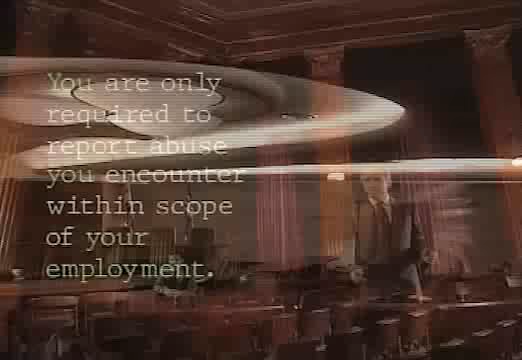 You are only
required to
report abuse
you encounter
within scope
of your
employment.